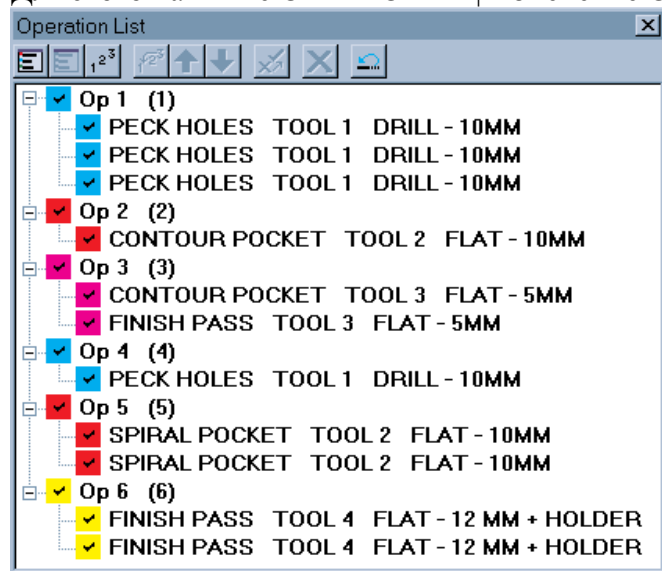 Operation List
1 2 3
Op 1 (1)
PECK HOLES TOOL 1 DRILL - 10MM
PECK HOLES TOOL 1 DRILL - 10MM
PECK HOLES TOOL 1 DRILL - 10MM
Op 2 (2)
CONTOUR POCKET TOOL 2 FLAT - 10MM
Op 3 (3)
CONTOUR POCKET TOOL 3 FLAT - 5MM
FINISH PASS TOOL 3 FLAT - 5MM
Op 4 (4)
PECK HOLES TOOL 1 DRILL - 10MM
Op 5 (5)
SPIRAL POCKET TOOL 2 FLAT - 10MM
SPIRAL POCKET TOOL 2 FLAT - 10MM
Op 6 (6)
FINISH PASS TOOL 4 FLAT - 12 MM + HOLDER
FINISH PASS TOOL 4 FLAT - 12 MM + HOLDER